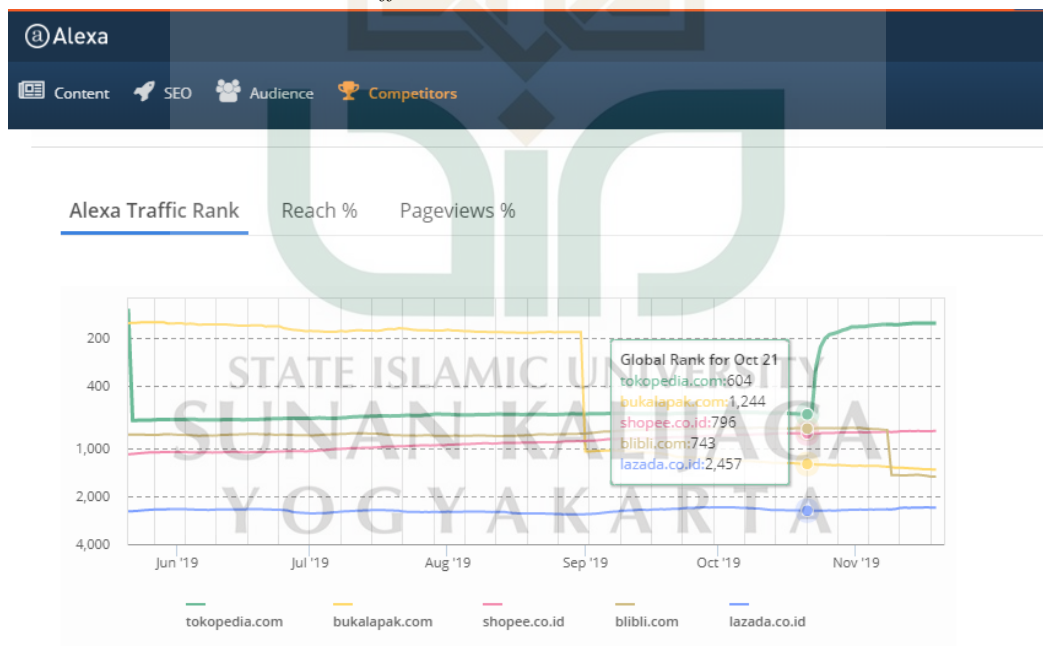 Alexa
Content SEO Audience Competitors
Alexa Traffic Rank Reach % Pageviews %
200
400
1,000
2,000
4,000
Global Rank for Oct 21
tokopedia.com:604
bukalapak.com:1,244
shopee.co.id:796
blibli.com:743
lazada.co.id:2,457
STATE ISLAMIC UNIVERSITY
SUNAN KALIJAGA
YOGYAKARTA
Jun '19 Jul '19 Aug '19 Sep '19 Oct '19 Nov '19
tokopedia.com bukalapak.com shopee.co.id blibli.com lazada.co.id